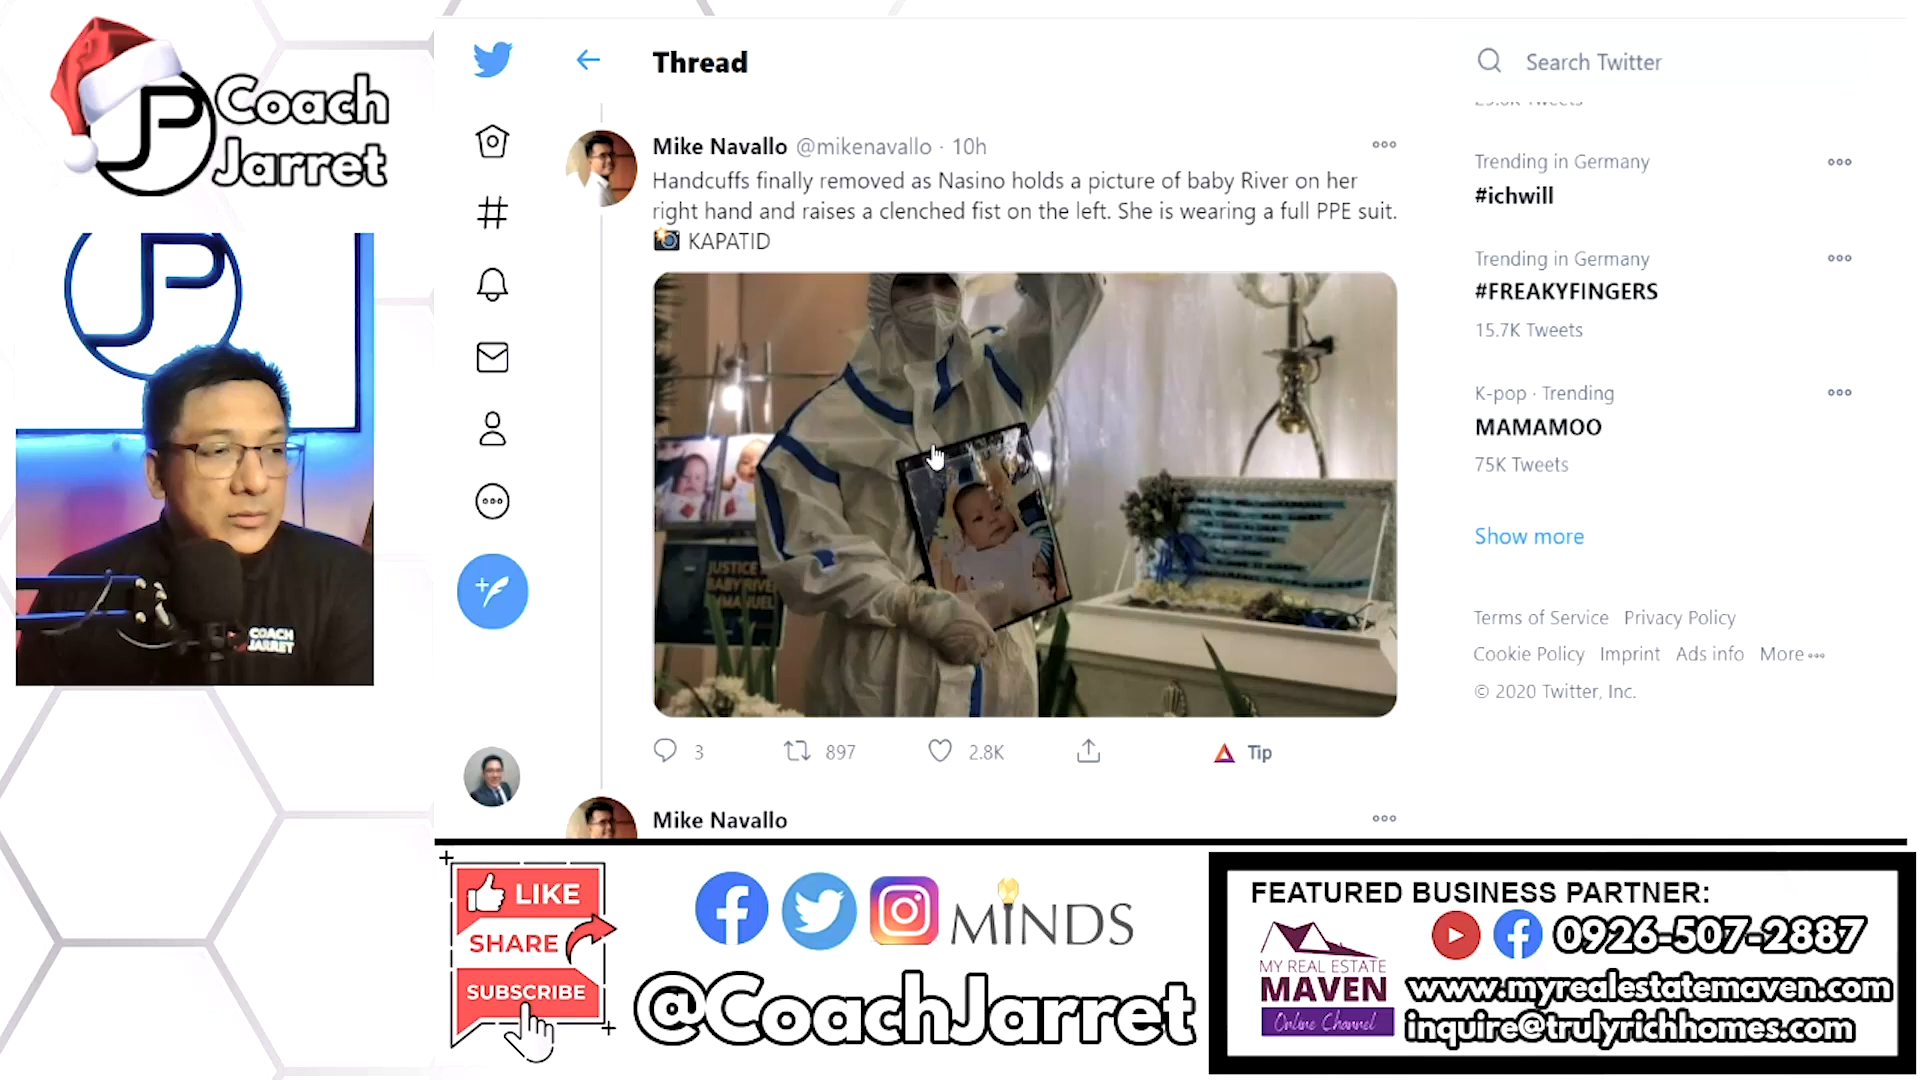 Coach
Jarret
COACH
JARRET
Thread
Search Twitter
Mike Navallo @mikenavallo · 10h
Handcuffs finally removed as Nasino holds a picture of baby River on her
right hand and raises a clenched fist on the left. She is wearing a full PPE suit.
📸 KAPATID
JUSTICE
BABY RIVE
3
897
2.8K
Tip
Mike Navallo
Trending in Germany
#ichwill
Trending in Germany
#FREAKYFINGERS
15.7K Tweets
K-pop · Trending
MAMAMOO
75K Tweets
Show more
Terms of Service Privacy Policy
Cookie Policy Imprint Ads info More
© 2020 Twitter, Inc.
LIKE
SHARE
SUBSCRIBE
MINDS
@CoachJarret
FEATURED BUSINESS PARTNER:
0926-507-2887
MY REAL ESTATE
MAVEN
Online Channel
www.myrealestatemaven.com
inquire@trulyrichhomes.com